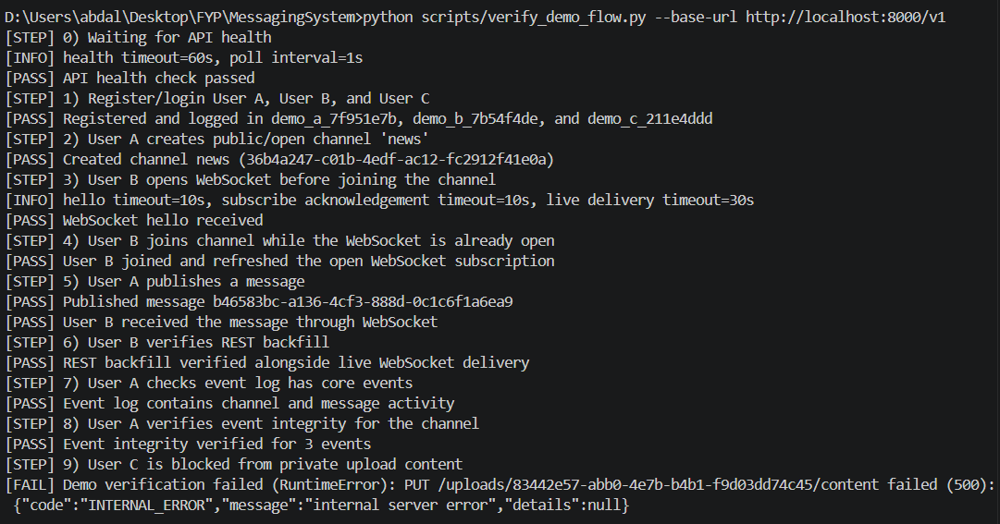 D:\Users\abdal\Desktop\FYP\MessagingSystem>python scripts/verify_demo_flow.py --base-url http://localhost:8000/v1
[STEP] 0) Waiting for API health
[INFO] health timeout=60s, poll interval=1s
[PASS] API health check passed
[STEP] 1) Register/login User A, User B, and User C
[PASS] Registered and logged in demo_a_7f951e7b, demo_b_7b54f4de, and demo_c_211e4ddd
[STEP] 2) User A creates public/open channel 'news'
[PASS] Created channel news (36b4a247-c01b-4edf-ac12-fc2912f41e0a)
[STEP] 3) User B opens WebSocket before joining the channel
[INFO] hello timeout=10s, subscribe acknowledgement timeout=10s, live delivery timeout=30s
[PASS] WebSocket hello received
[STEP] 4) User B joins channel while the WebSocket is already open
[PASS] User B joined and refreshed the open WebSocket subscription
[STEP] 5) User A publishes a message
[PASS] Published message b46583bc-a136-4cf3-888d-0c1c6f1a6ea9
[PASS] User B received the message through WebSocket
[STEP] 6) User B verifies REST backfill
[PASS] REST backfill verified alongside live WebSocket delivery
[STEP] 7) User A checks event log has core events
[PASS] Event log contains channel and message activity
[STEP] 8) User A verifies event integrity for the channel
[PASS] Event integrity verified for 3 events
[STEP] 9) User C is blocked from private upload content
[FAIL] Demo verification failed (RuntimeError): PUT /uploads/83442e57-abb0-4e7b-b4b1-f9d03dd74c45/content failed (500):
{"code":"INTERNAL_ERROR","message":"internal server error","details":null}